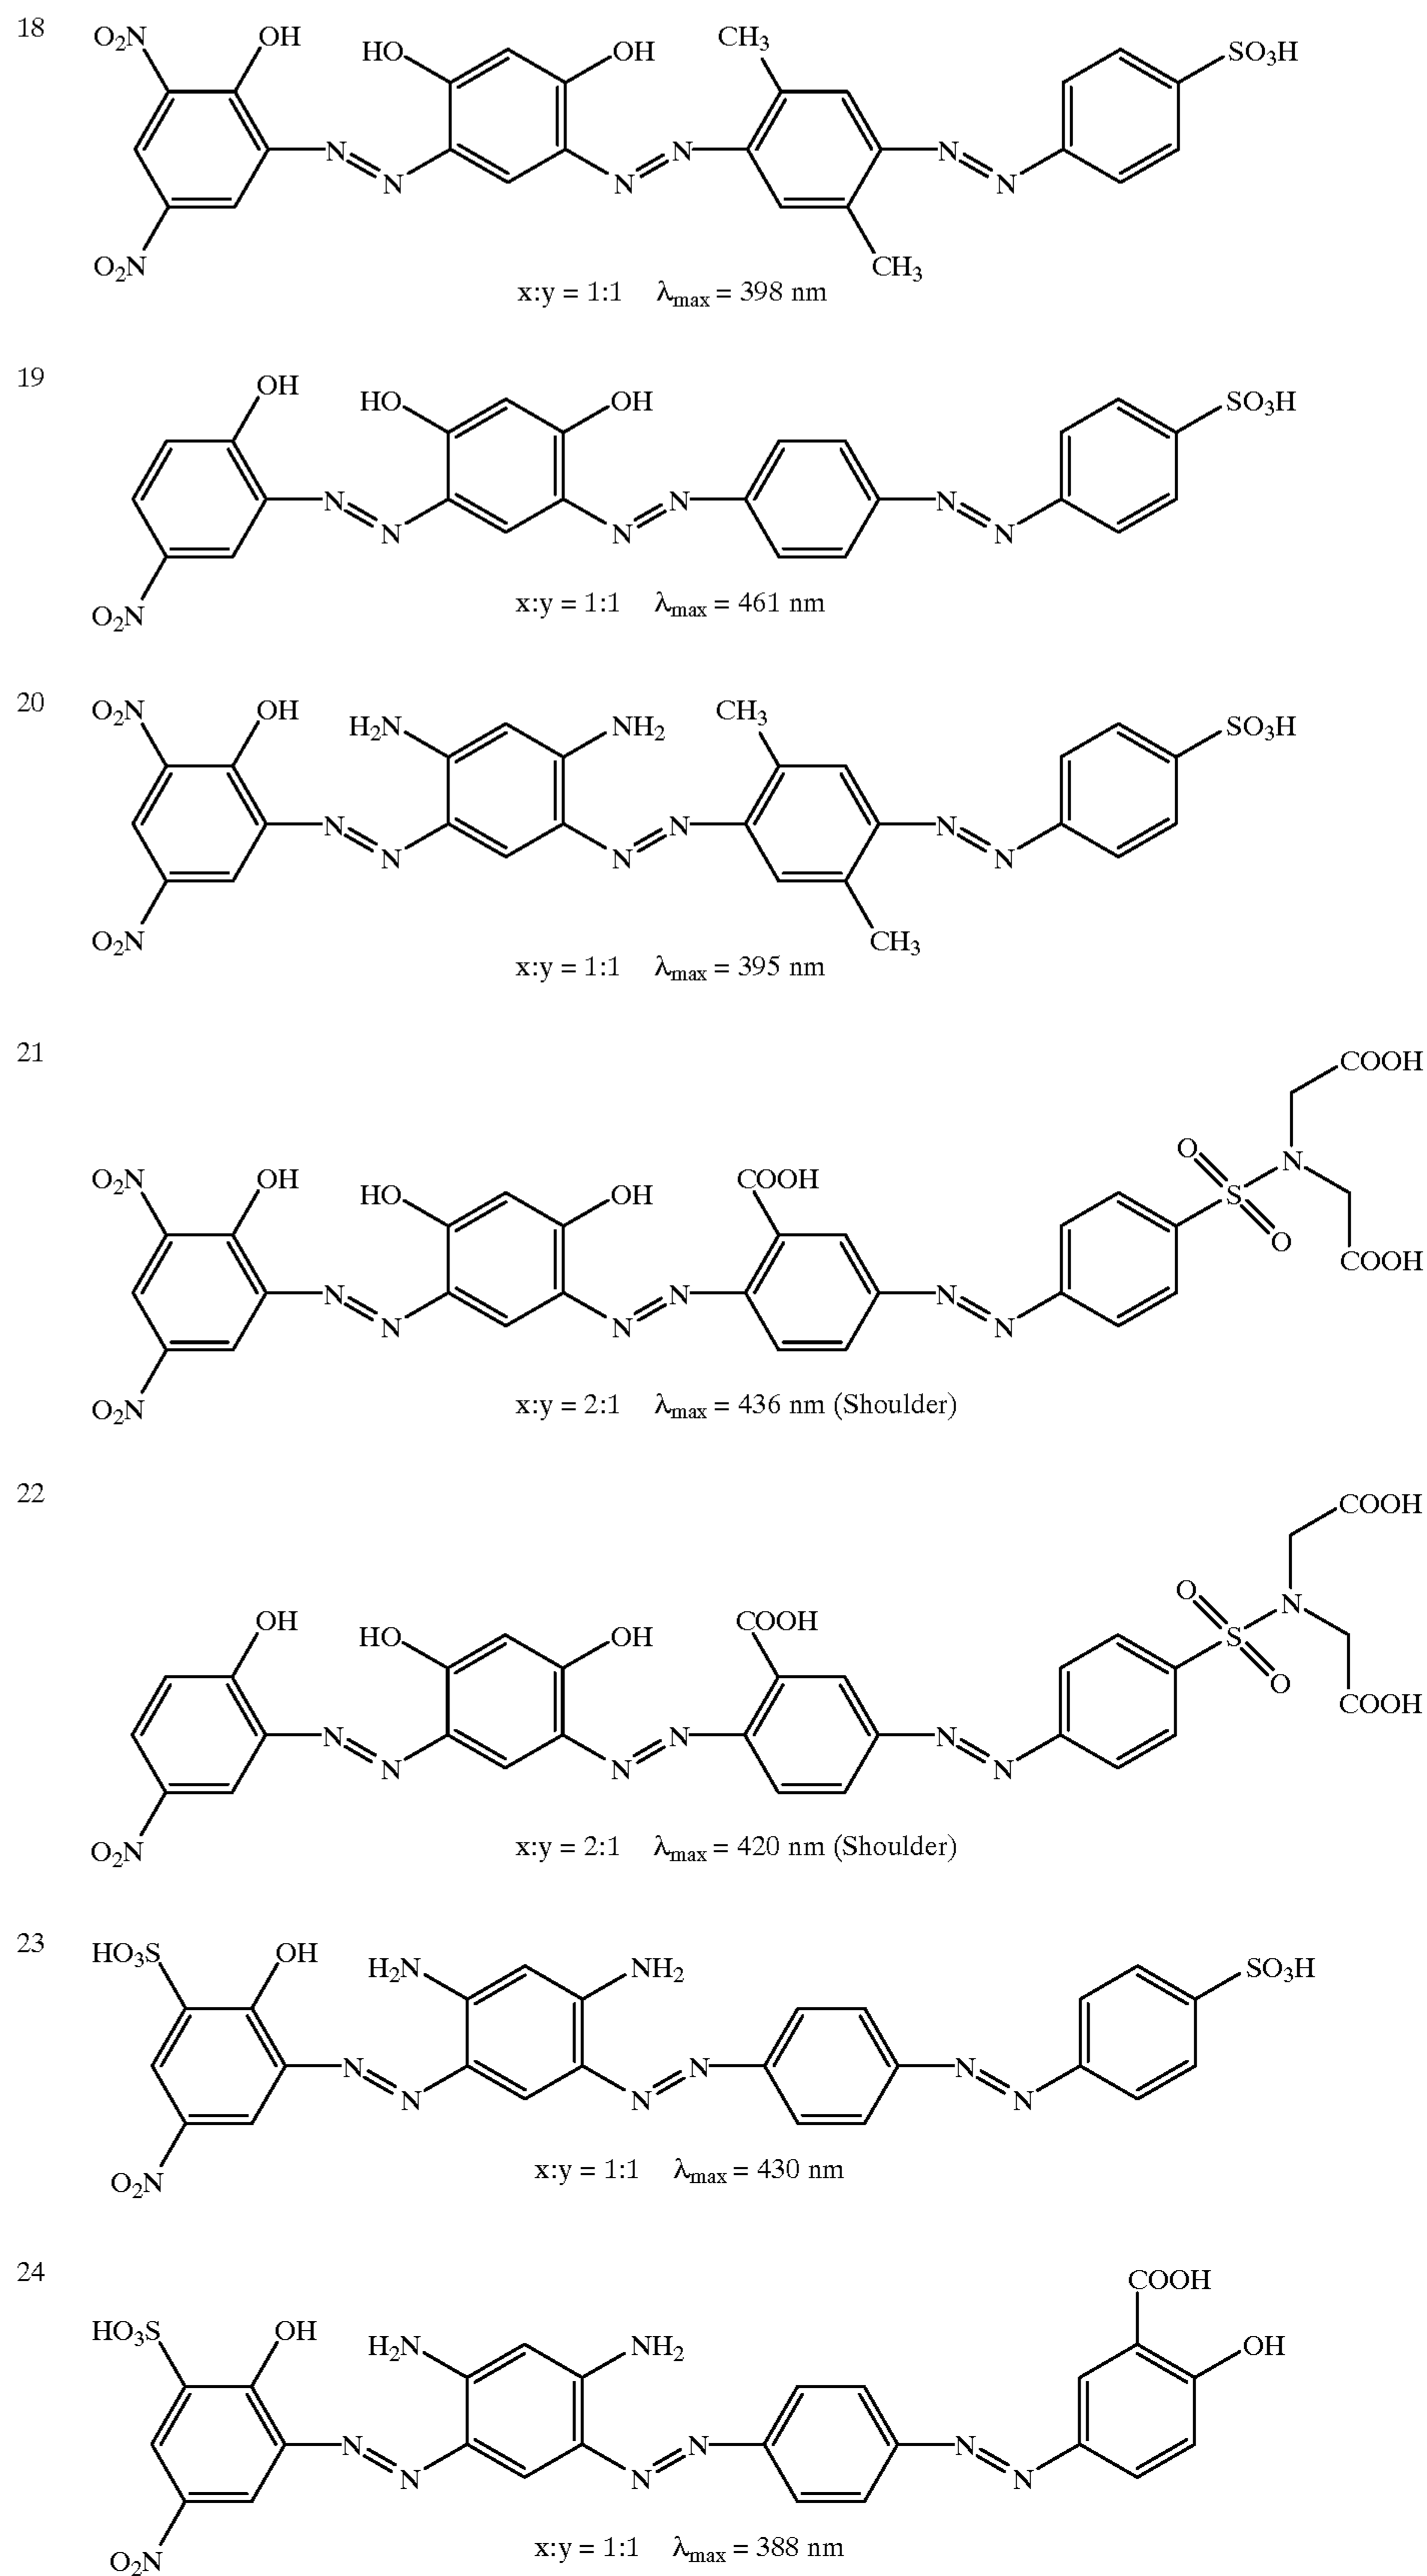 18
O₂N OH HO OH CH₃ SO₃H
N N N N N N
O₂N CH₃
x:y = 1:1 λmax = 398 nm
19
OH HO OH SO₃H
N N N N N N
O₂N
x:y = 1:1 λmax = 461 nm
20
O₂N OH H₂N NH₂ CH₃ SO₃H
N N N N N N
O₂N CH₃
x:y = 1:1 λmax = 395 nm
21
COOH
O N
O₂N OH HO OH COOH S
O COOH
N N N N N N
O₂N
x:y = 2:1 λmax = 436 nm (Shoulder)
22
COOH
O N
OH HO OH COOH S
O COOH
N N N N N N
O₂N
x:y = 2:1 λmax = 420 nm (Shoulder)
23
HO₃S OH H₂N NH₂ SO₃H
N N N N N N
O₂N
x:y = 1:1 λmax = 430 nm
24
COOH
HO₃S OH H₂N NH₂ OH
N N N N N N
O₂N
x:y = 1:1 λmax = 388 nm